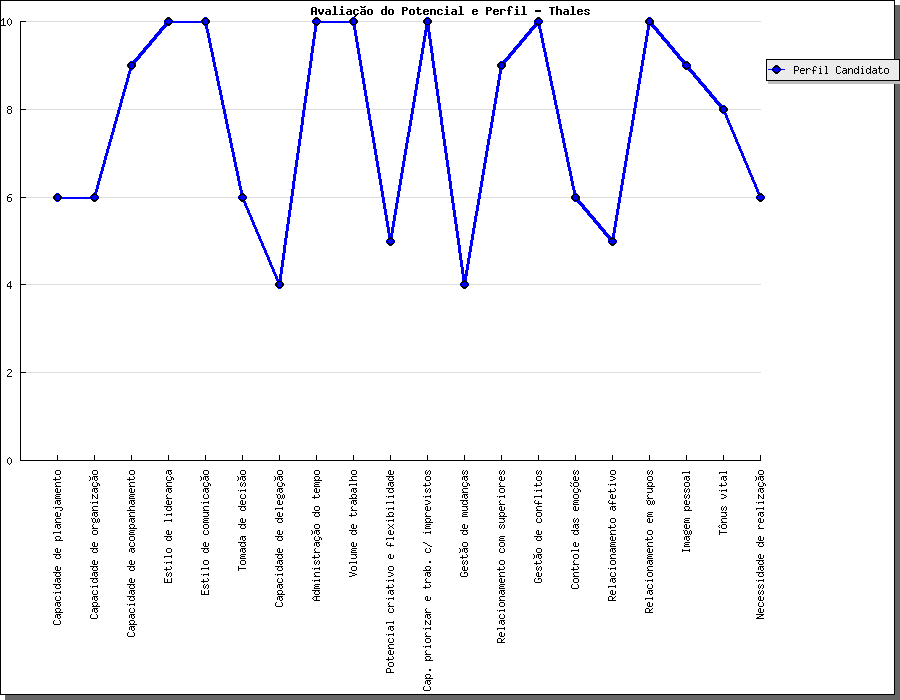 Avaliação do Potencial e Perfil - Thales
10
8
6
4
2
0
Perfil Candidato
Capacidade de planejamento
Capacidade de organização
Capacidade de acompanhamento
Estilo de liderança
Estilo de comunicação
Tomada de decisão
Capacidade de delegação
Administração do tempo
Volume de trabalho
Potencial criativo e flexibilidade
Cap. priorizar e trab. c/ imprevistos
Gestão de mudanças
Relacionamento com superiores
Gestão de conflitos
Controle das emoções
Relacionamento afetivo
Relacionamento em grupos
Imagem pessoal
Tônus vital
Necessidade de realização